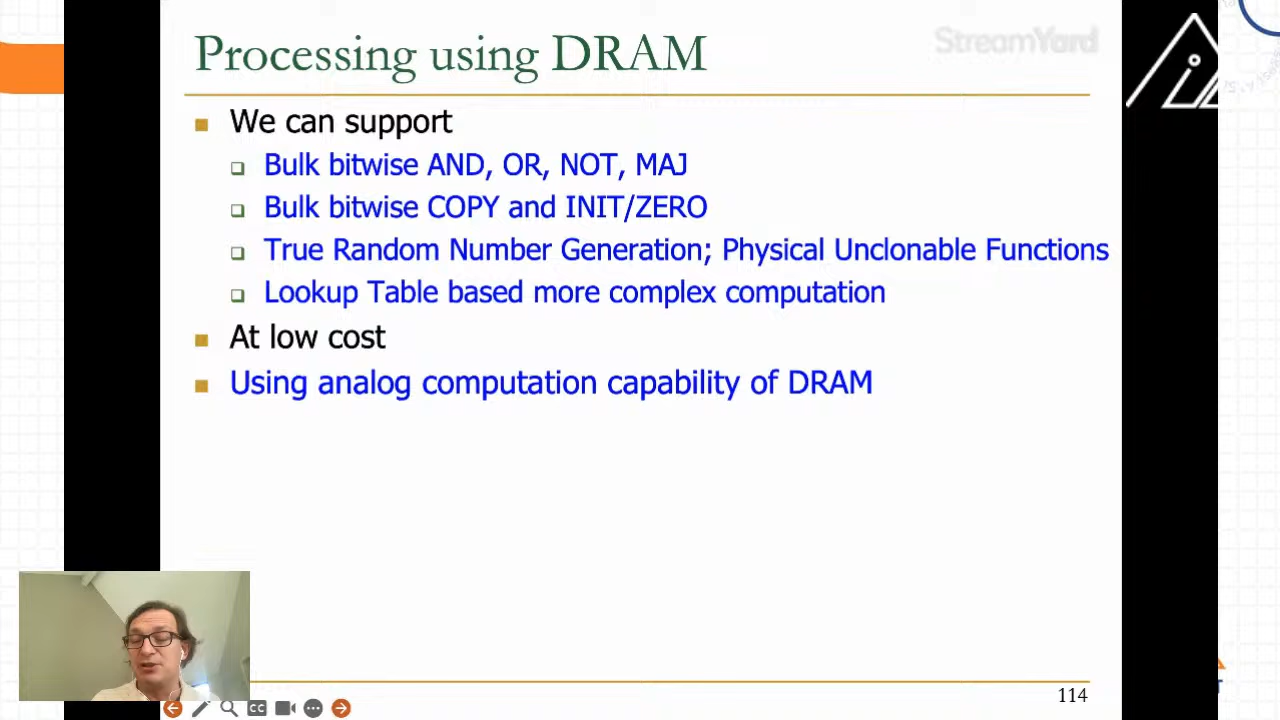 Processing using DRAM
StreamYard
We can support
Bulk bitwise AND, OR, NOT, MAJ
Bulk bitwise COPY and INIT/ZERO
True Random Number Generation; Physical Unclonable Functions
Lookup Table based more complex computation
At low cost
Using analog computation capability of DRAM
114
CC